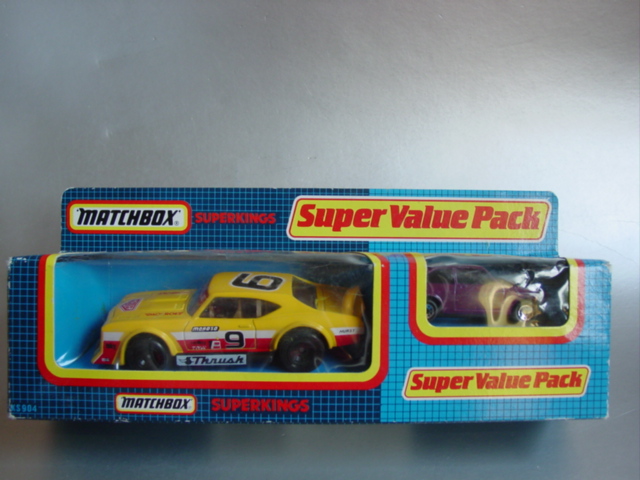 MATCHBOX
SUPERKINGS
Super Value Pack
9
9
Thrush
MATCHBOX
SUPERKINGS
Super Value Pack